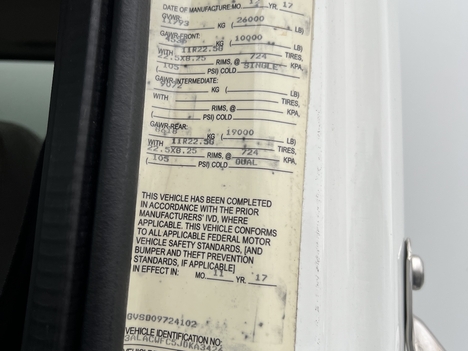 DATE OF MANUFACTURE:MO 12 YR. 17
GVWR: 11793 KG ( 26000 LB)
GAWR-FRONT: 4536 KG ( 10000 LB)
WITH 11R22.5G TIRES,
22.5X8.25 RIMS, @ 724 KPA,
( 105 PSI) COLD SINGLE
GAWR-INTERMEDIATE: KG ( LB)
WITH TIRES,
RIMS, @ KPA,
( PSI) COLD
GAWR-REAR: KG ( 19000 LB)
WITH 11R22.5G TIRES,
22.5X8.25 RIMS, @ 724 KPA,
( 105 PSI) COLD DUAL
THIS VEHICLE HAS BEEN COMPLETED
IN ACCORDANCE WITH THE PRIOR
MANUFACTURERS' IVD, WHERE
APPLICABLE. THIS VEHICLE CONFORMS
TO ALL APPLICABLE FEDERAL MOTOR
VEHICLE SAFETY STANDARDS, [AND
BUMPER AND THEFT PREVENTION
STANDARDS, IF APPLICABLE]
IN EFFECT IN: MO. 11 YR. '17
VEHICLE IDENTIFICATION NO: